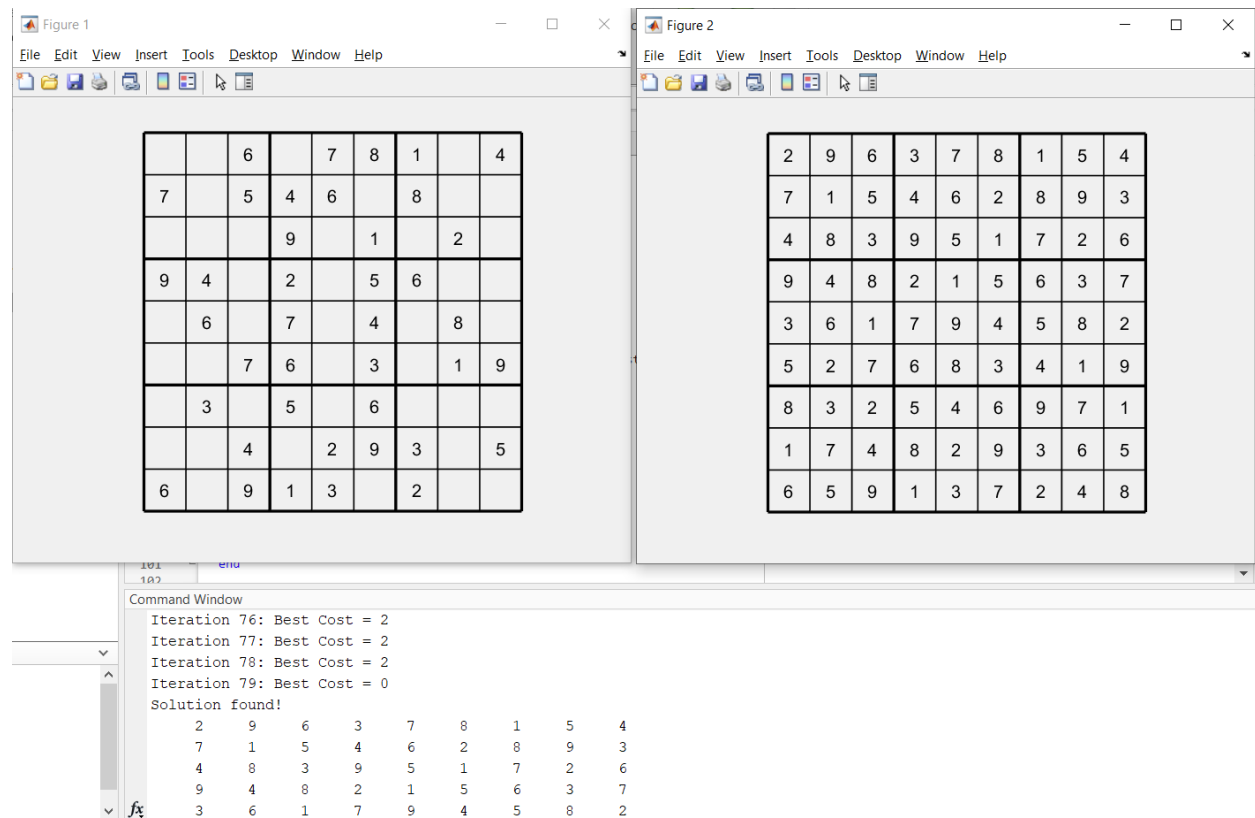 Figure 1
File Edit View Insert Tools Desktop Window Help
6 7 8 1 4
7 5 4 6 8
9 1 2
9 4 2 5 6
6 7 4 8
7 6 3 1 9
3 5 6
4 2 9 3 5
6 9 1 3 2
Figure 2
File Edit View Insert Tools Desktop Window Help
2 9 6 3 7 8 1 5 4
7 1 5 4 6 2 8 9 3
4 8 3 9 5 1 7 2 6
9 4 8 2 1 5 6 3 7
3 6 1 7 9 4 5 8 2
5 2 7 6 8 3 4 1 9
8 3 2 5 4 6 9 7 1
1 7 4 8 2 9 3 6 5
6 5 9 1 3 7 2 4 8
101 end
102
Command Window
Iteration 76: Best Cost = 2
Iteration 77: Best Cost = 2
Iteration 78: Best Cost = 2
Iteration 79: Best Cost = 0
Solution found!
2 9 6 3 7 8 1 5 4
7 1 5 4 6 2 8 9 3
4 8 3 9 5 1 7 2 6
9 4 8 2 1 5 6 3 7
fx 3 6 1 7 9 4 5 8 2